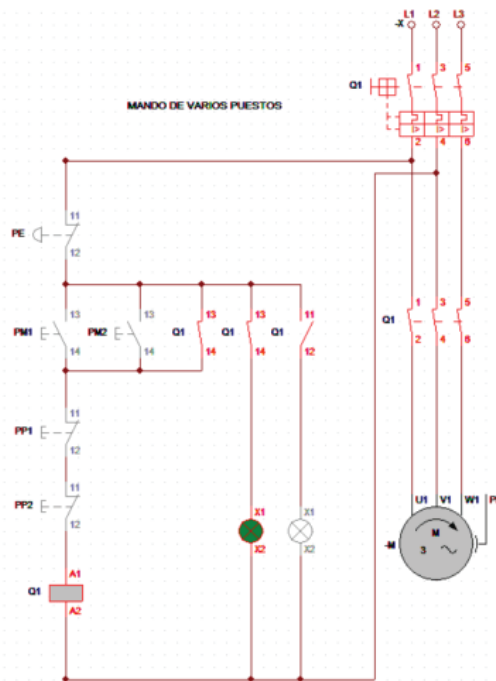 L1 L2 L3
-X
1 3 5
Q1
MANDO DE VARIOS PUESTOS
2 4 6
11
PE
12
13 13 13 13 11
PM1 PM2 Q1 Q1 Q1
14 14 14 14 12
1 3 5
Q1
2 4 6
11
PP1
12
11
PP2
12
X1 X1
X2 X2
U1 V1 W1 P
M
-M
3
A1
Q1
A2